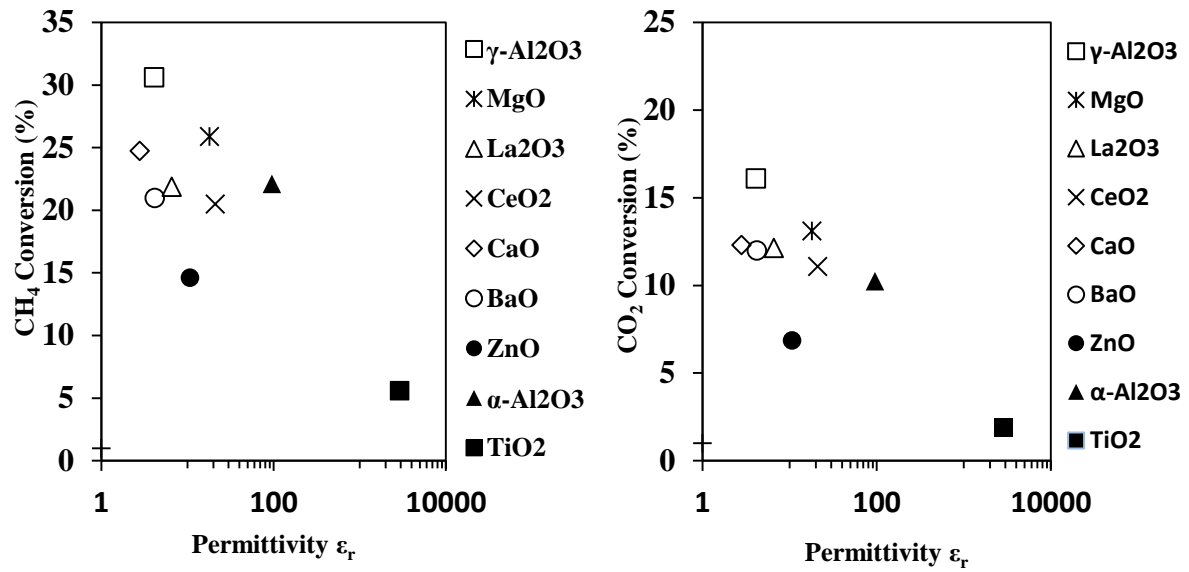 CH₄ Conversion (%)
35
30
25
20
15
10
5
0
1
100
10000
Permittivity εr
γ-Al2O3
MgO
La2O3
CeO2
CaO
BaO
ZnO
α-Al2O3
TiO2
CO₂ Conversion (%)
25
20
15
10
5
0
1
100
10000
Permittivity εr
γ-Al2O3
MgO
La2O3
CeO2
CaO
BaO
ZnO
α-Al2O3
TiO2